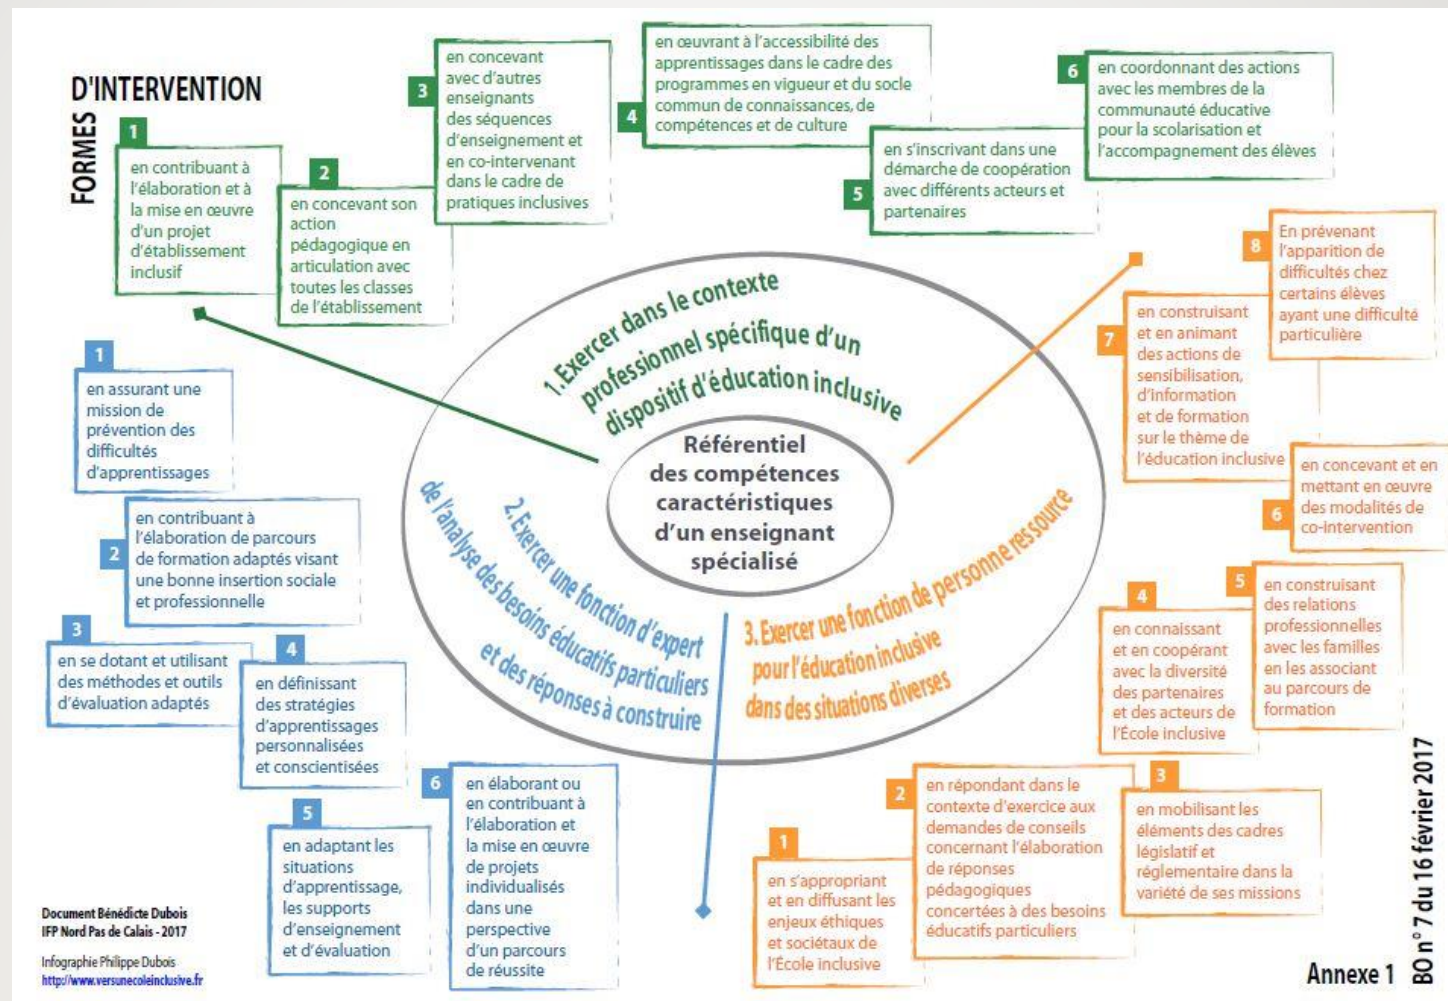 D'INTERVENTION
FORMES
1
en contribuant à
l'élaboration et à
la mise en œuvre
d'un projet
d'établissement
inclusif
2
en concevant son
action
pédagogique en
articulation avec
toutes les classes
de l'établissement
3
en concevant
avec d'autres
enseignants
des séquences
d'enseignement et
en co-intervenant
dans le cadre de
pratiques inclusives
4
en œuvrant à l'accessibilité des
apprentissages dans le cadre des
programmes en vigueur et du socle
commun de connaissances, de
compétences et de culture
5
en s'inscrivant dans une
démarche de coopération
avec différents acteurs et
partenaires
6
en coordonnant des actions
avec les membres de la
communauté éducative
pour la scolarisation et
l'accompagnement des élèves
1.Exercer dans le contexte
professionnel spécifique d'un
dispositif d'éducation inclusive
Référentiel
des compétences
caractéristiques
d'un enseignant
spécialisé
2. Exercer une fonction d'expert
de l'analyse des besoins éducatifs particuliers
et des réponses à construire
3. Exercer une fonction de personne ressource
pour l'éducation inclusive
dans des situations diverses
1
en assurant une
mission de
prévention des
difficultés
d'apprentissages
2
en contribuant à
l'élaboration de parcours
de formation adaptés visant
une bonne insertion sociale
et professionnelle
3
en se dotant et utilisant
des méthodes et outils
d'évaluation adaptés
4
en définissant
des stratégies
d'apprentissages
personnalisées
et conscientisées
5
en adaptant les
situations
d'apprentissage,
les supports
d'enseignement
et d'évaluation
6
en élaborant ou
en contribuant à
l'élaboration et
la mise en œuvre
de projets
individualisés
dans une
perspective
d'un parcours
de réussite
1
en s'appropriant
et en diffusant les
enjeux éthiques
et sociétaux de
l'École inclusive
2
en répondant dans le
contexte d'exercice aux
demandes de conseils
concernant l'élaboration
de réponses
pédagogiques
concertées à des besoins
éducatifs particuliers
3
en mobilisant les
éléments des cadres
législatif et
réglementaire dans la
variété de ses missions
4
en connaissant
et en coopérant
avec la diversité
des partenaires
et des acteurs de
l'École inclusive
5
en construisant
des relations
professionnelles
avec les familles
en les associant
au parcours de
formation
6
en concevant et en
mettant en œuvre
des modalités de
co-intervention
7
en construisant
et en animant
des actions de
sensibilisation,
d'Information
et de formation
sur le thème de
l'éducation inclusive
8
En prévenant
l'apparition de
difficultés chez
certains élèves
ayant une difficulté
particulière
Document Bénédicte Dubois
IFP Nord Pas de Calais - 2017
Infographie Philippe Dubois
http://www.versunecoleinclusive.fr
Annexe 1
BO n° 7 du 16 février 2017